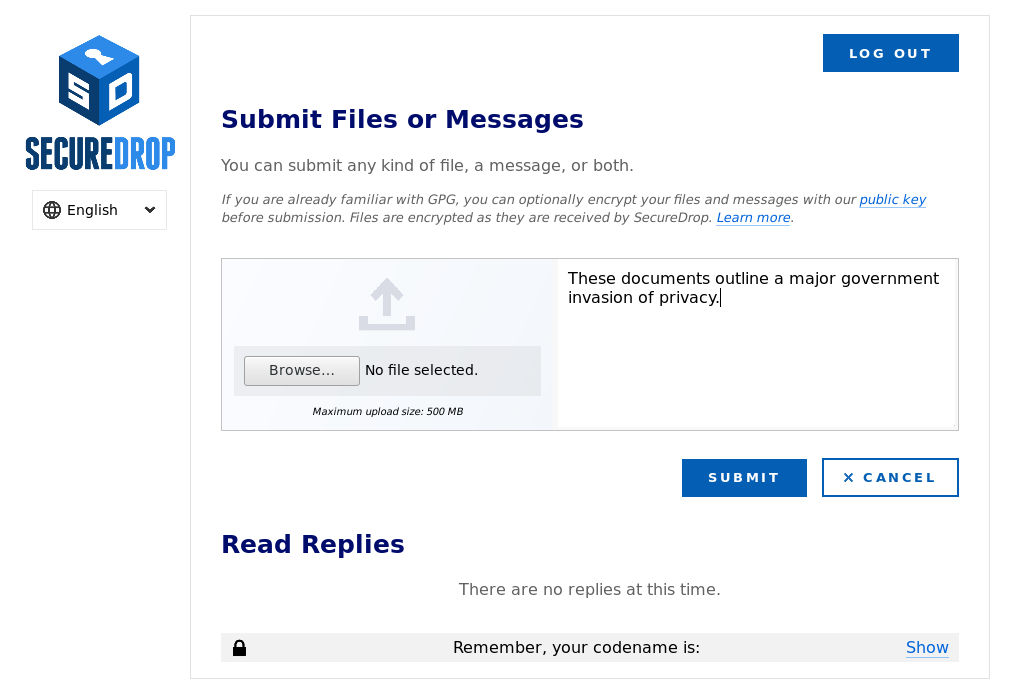 SD
SECUREDROP
English
LOG OUT
Submit Files or Messages
You can submit any kind of file, a message, or both.
If you are already familiar with GPG, you can optionally encrypt your files and messages with our public key
before submission. Files are encrypted as they are received by SecureDrop. Learn more.
Browse...
No file selected.
Maximum upload size: 500 MB
These documents outline a major government
invasion of privacy.
SUBMIT
✕ CANCEL
Read Replies
There are no replies at this time.
Remember, your codename is:
Show